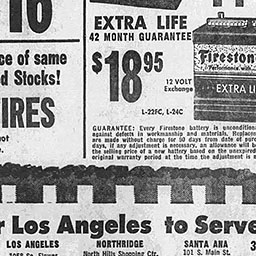 16
EXTRA LIFE
42 MONTH GUARANTEE
ce of same
d Stocks!
$18 95
12 VOLT
Exchange
Firestone
EXTRA LI
IRES
L-22FC, L-24C
GUARANTEE: Every Firestone battery is unconditional
against defects in workmanship and materials. Replacem
are made without charge for 90 days from date of purc
days, if any adjustment is necessary, an allowance will b
the selling price of a new battery based on the unexpired
original warranty period at the time the adjustment is m
r Los Angeles to Serve
LOS ANGELES
NORTHRIDGE
SANTA ANA
3
North Hills Shopping Ctr.
101 S. Main St.